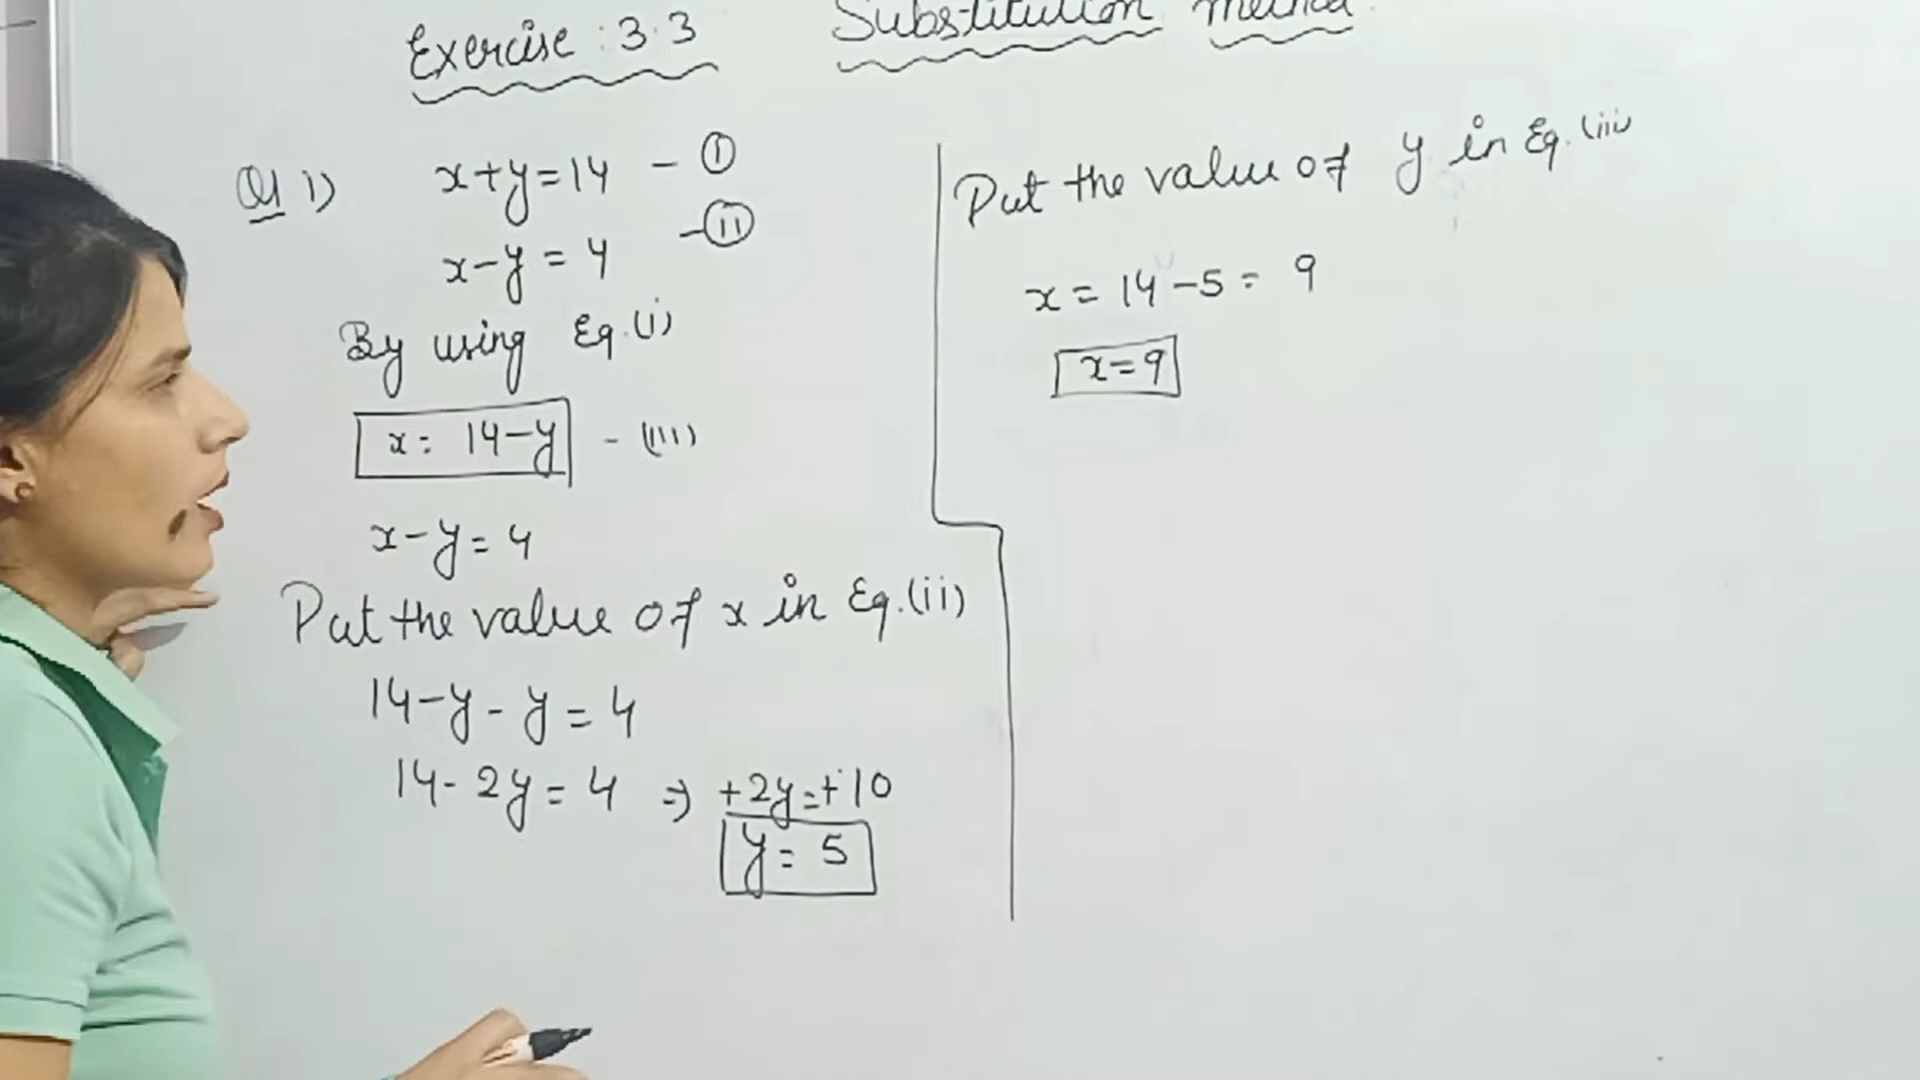 Exercise : 3.3
Substitution Method
Q1 1) x+y=14 - ①
x-y=4 -ⓘⓘ
By using Eq.(i)
x= 14-y - (iii)
x-y=4
Put the value of x in Eq.(ii)
14-y-y=4
14-2y=4 ⇒ +2y=+10
y=5
Put the value of y in Eq.(iii)
x=14-5=9
x=9